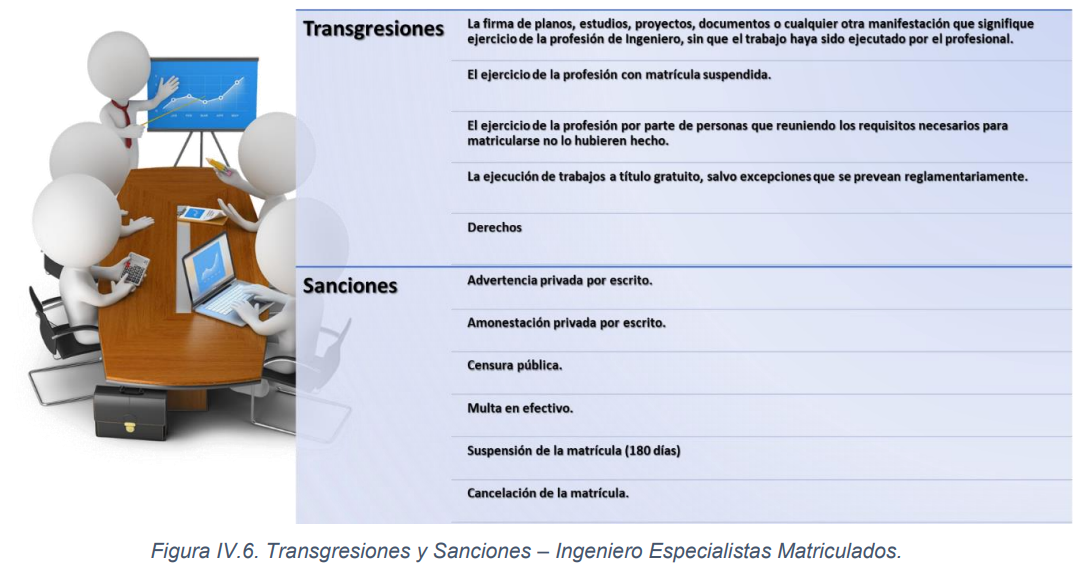 Transgresiones
La firma de planos, estudios, proyectos, documentos o cualquier otra manifestación que signifique
ejercicio de la profesión de Ingeniero, sin que el trabajo haya sido ejecutado por el profesional.
El ejercicio de la profesión con matrícula suspendida.
El ejercicio de la profesión por parte de personas que reuniendo los requisitos necesarios para
matricularse no lo hubieren hecho.
La ejecución de trabajos a título gratuito, salvo excepciones que se prevean reglamentariamente.
Derechos
Sanciones
Advertencia privada por escrito.
Amonestación privada por escrito.
Censura pública.
Multa en efectivo.
Suspensión de la matrícula (180 días)
Cancelación de la matrícula.
Figura IV.6. Transgresiones y Sanciones – Ingeniero Especialistas Matriculados.